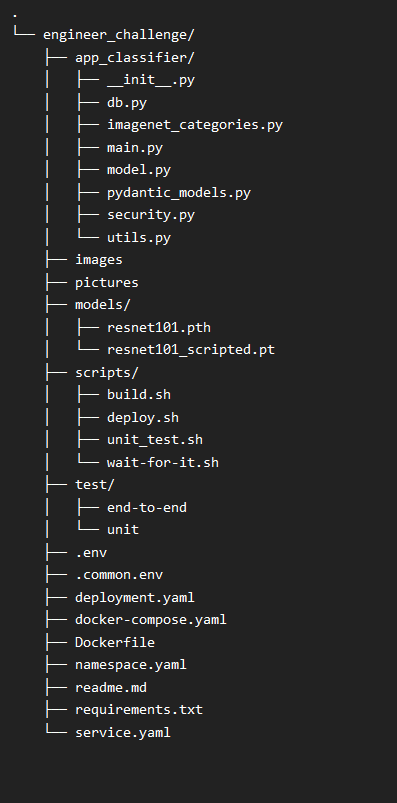 .
└── engineer_challenge/
    ├── app_classifier/
    │   ├── __init__.py
    │   ├── db.py
    │   ├── imagenet_categories.py
    │   ├── main.py
    │   ├── model.py
    │   ├── pydantic_models.py
    │   ├── security.py
    │   └── utils.py
    ├── images
    ├── pictures
    ├── models/
    │   ├── resnet101.pth
    │   └── resnet101_scripted.pt
    ├── scripts/
    │   ├── build.sh
    │   ├── deploy.sh
    │   ├── unit_test.sh
    │   └── wait-for-it.sh
    ├── test/
    │   ├── end-to-end
    │   └── unit
    ├── .env
    ├── .common.env
    ├── deployment.yaml
    ├── docker-compose.yaml
    ├── Dockerfile
    ├── namespace.yaml
    ├── readme.md
    ├── requirements.txt
    └── service.yaml